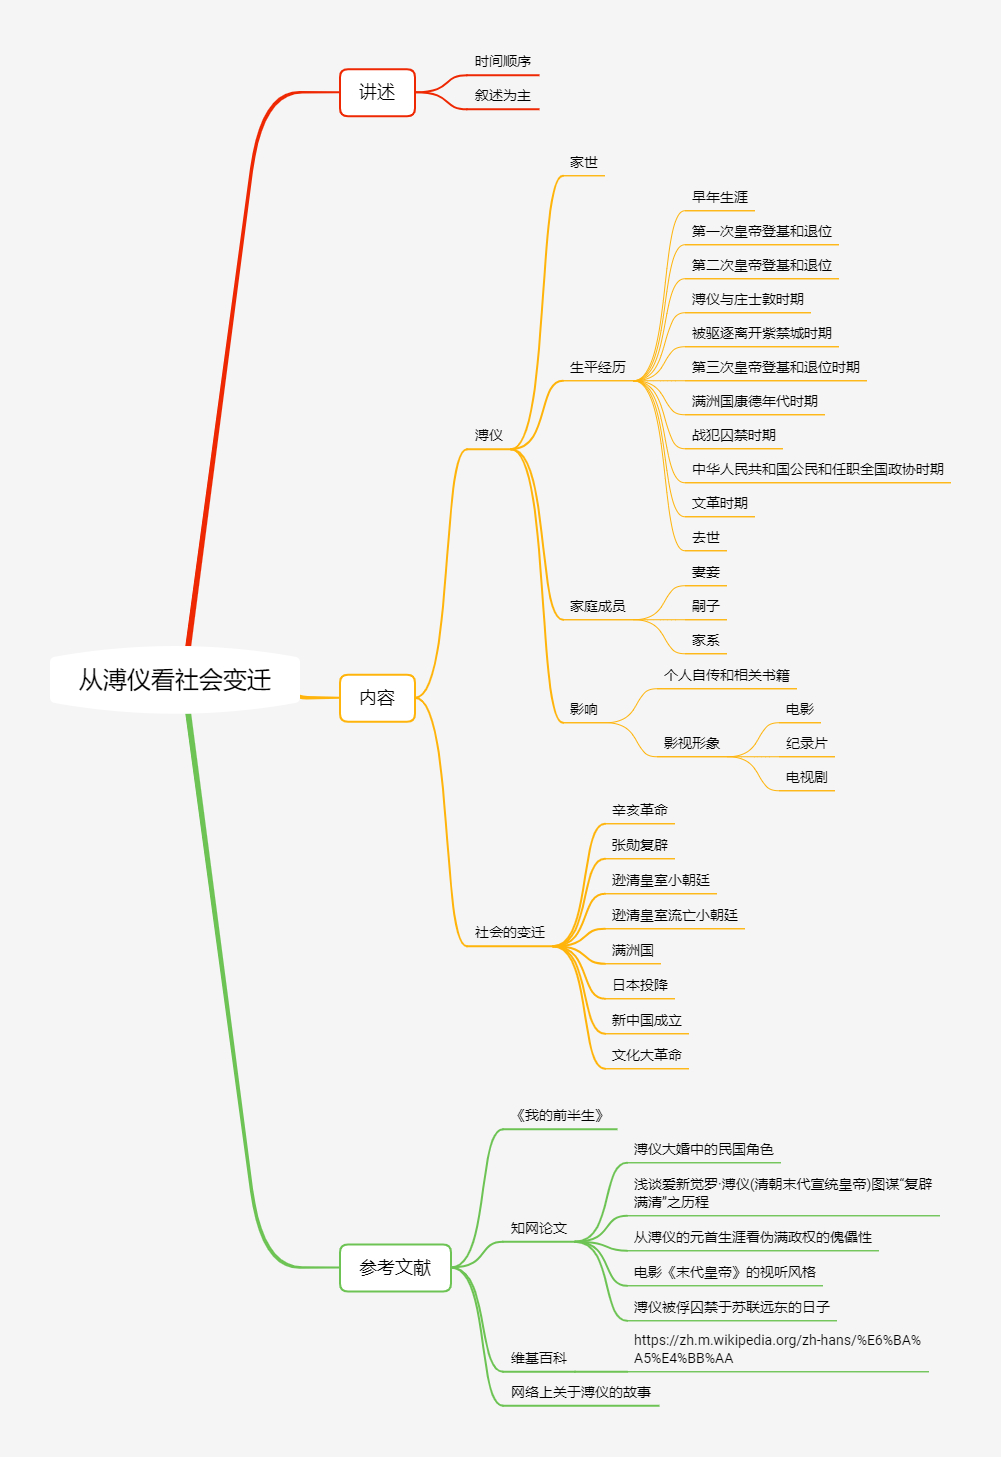 时间顺序
讲述
叙述为主
家世
早年生涯
第一次皇帝登基和退位
第二次皇帝登基和退位
溥仪与庄士敦时期
被驱逐离开紫禁城时期
生平经历
第三次皇帝登基和退位时期
满洲国康德年代时期
溥仪
战犯囚禁时期
中华人民共和国公民和任职全国政协时期
文革时期
去世
妻妾
家庭成员
嗣子
家系
从溥仪看社会变迁
内容
个人自传和相关书籍
影响
电影
影视形象
纪录片
电视剧
辛亥革命
张勋复辟
逊清皇室小朝廷
逊清皇室流亡小朝廷
社会的变迁
满洲国
日本投降
新中国成立
文化大革命
《我的前半生》
溥仪大婚中的民国角色
浅谈爱新觉罗·溥仪(清朝末代宣统皇帝)图谋“复辟
满清”之历程
知网论文
从溥仪的元首生涯看伪满政权的傀儡性
参考文献
电影《末代皇帝》的视听风格
溥仪被俘囚禁于苏联远东的日子
维基百科
https://zh.m.wikipedia.org/zh-hans/%E6%BA%
A5%E4%BB%AA
网络上关于溥仪的故事